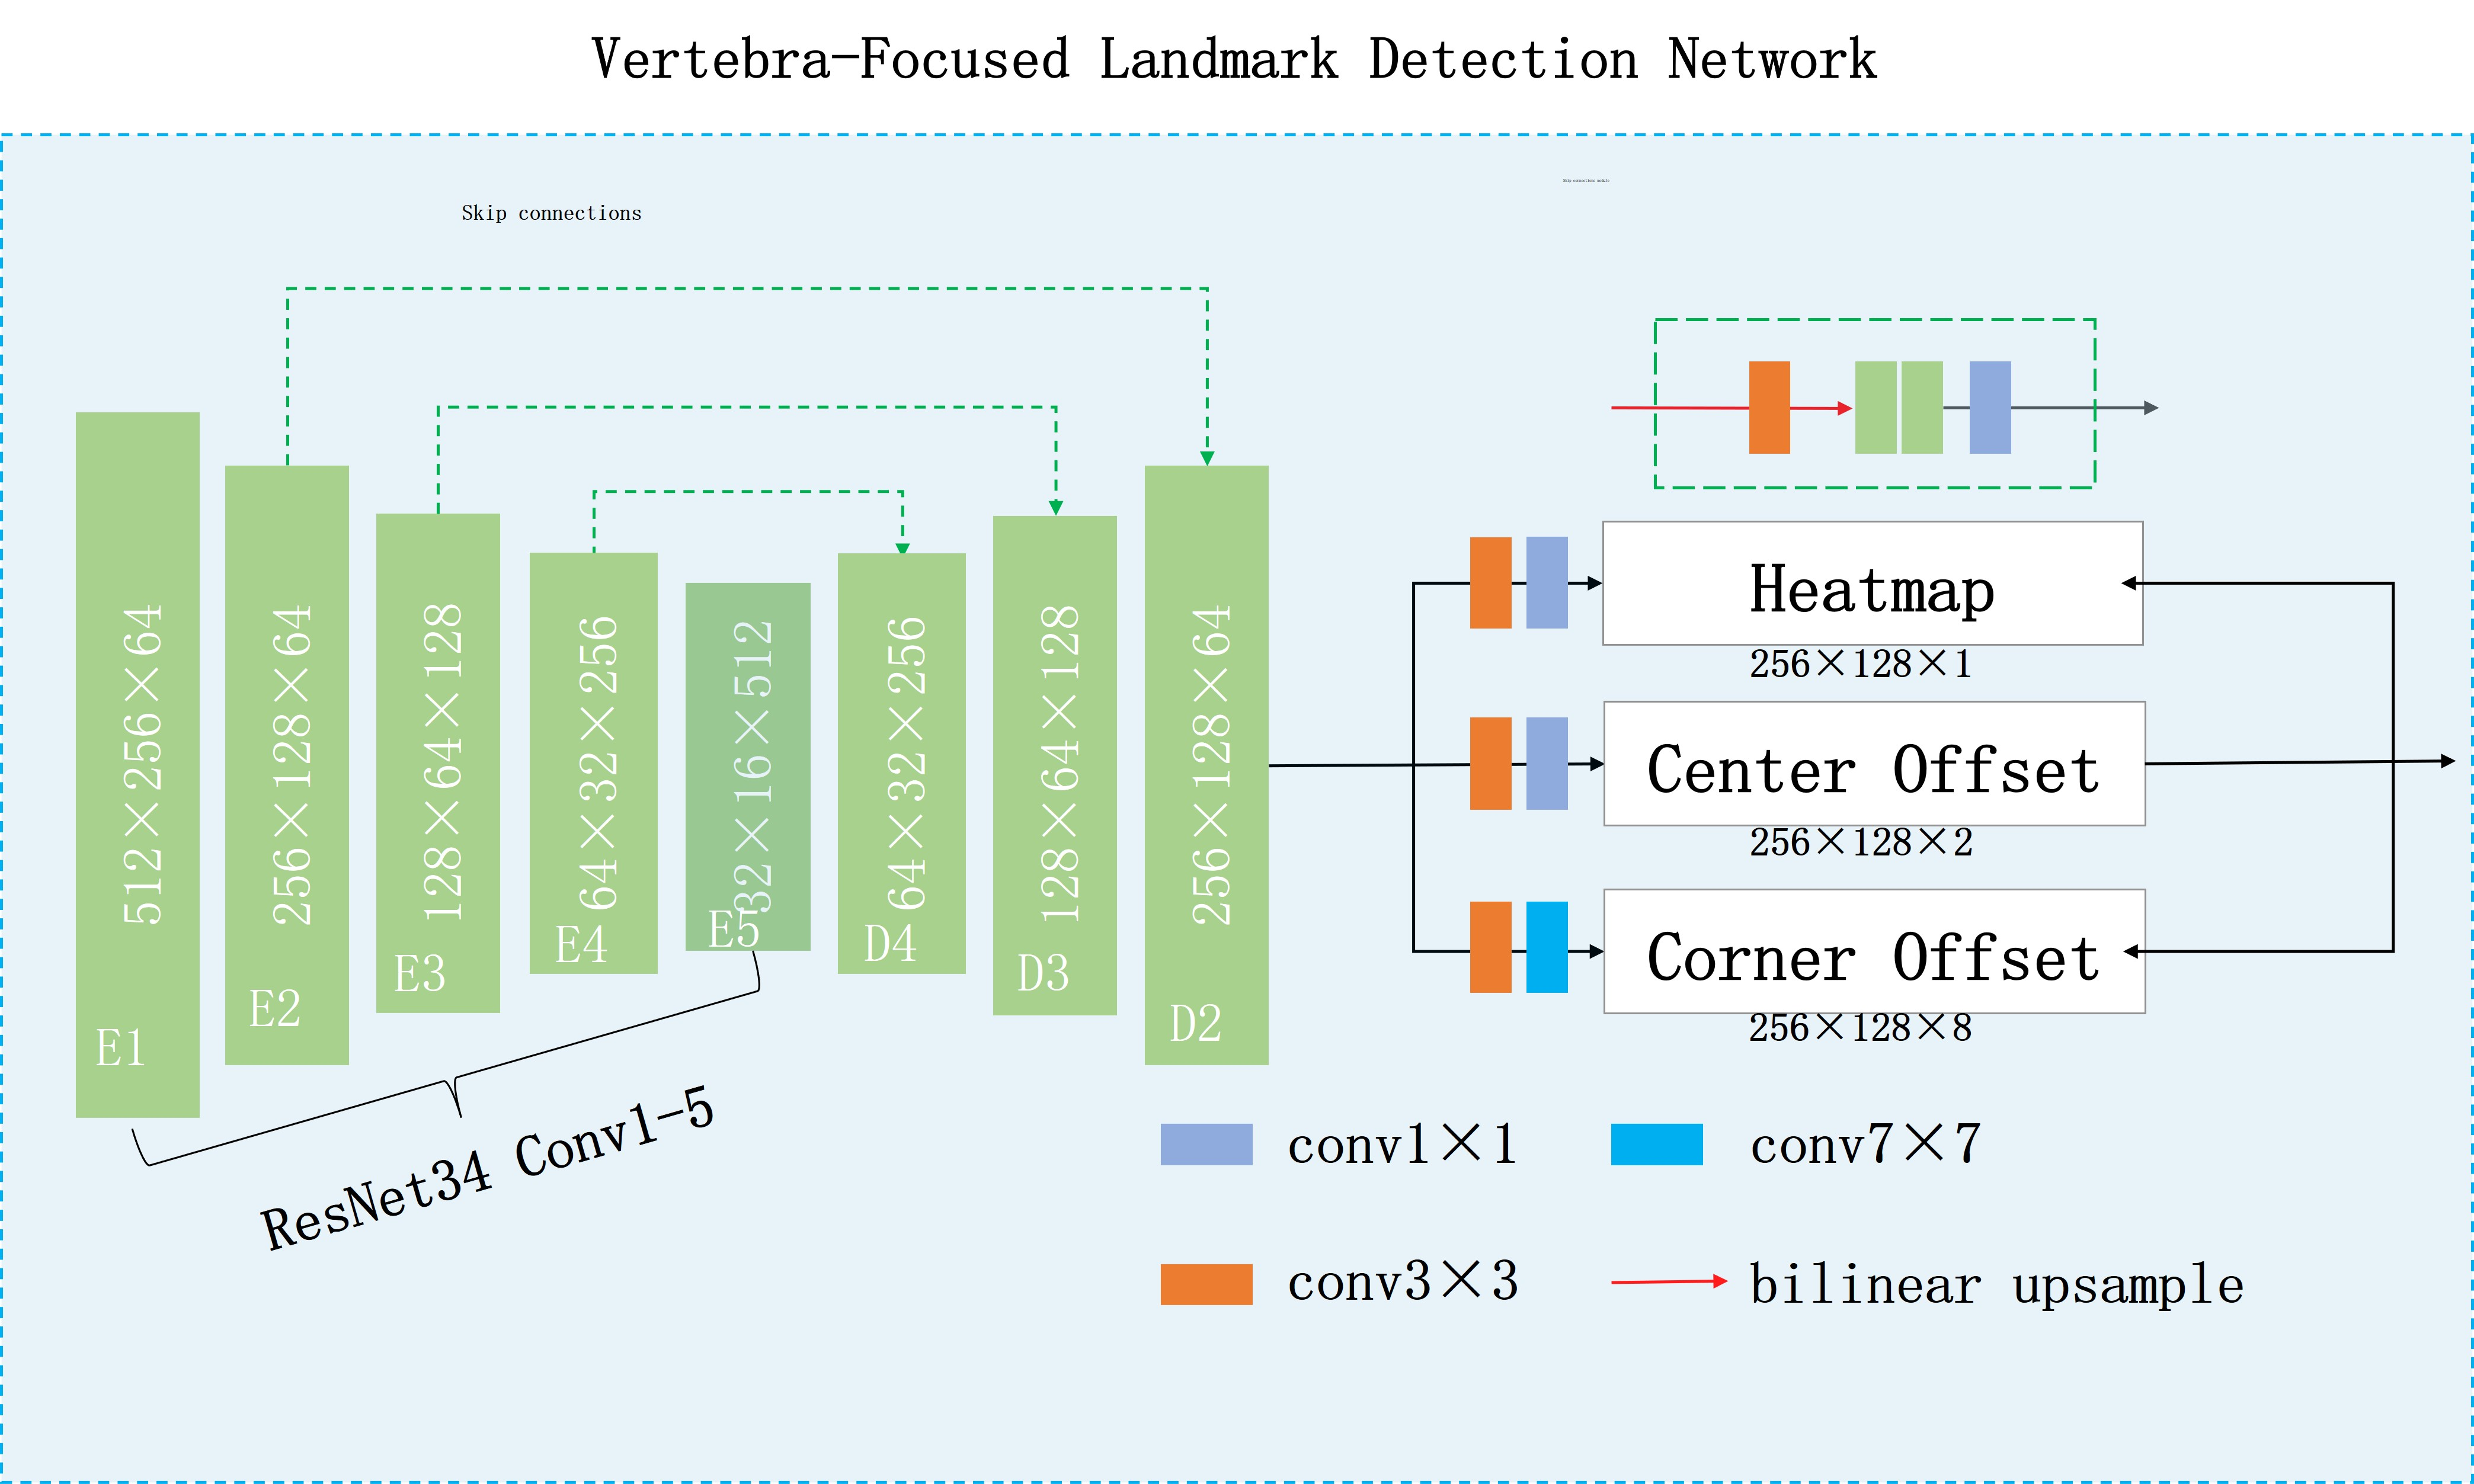 Vertebra-Focused Landmark Detection Network
Skip connections
Skip connections module
512×256×64
E1
256×128×64
E2
128×64×128
E3
64×32×256
E4
32×16×512
E5
64×32×256
D4
128×64×128
D3
256×128×64
D2
ResNet34 Conv1-5
Heatmap
256×128×1
Center Offset
256×128×2
Corner Offset
256×128×8
conv1×1
conv7×7
conv3×3
bilinear upsample